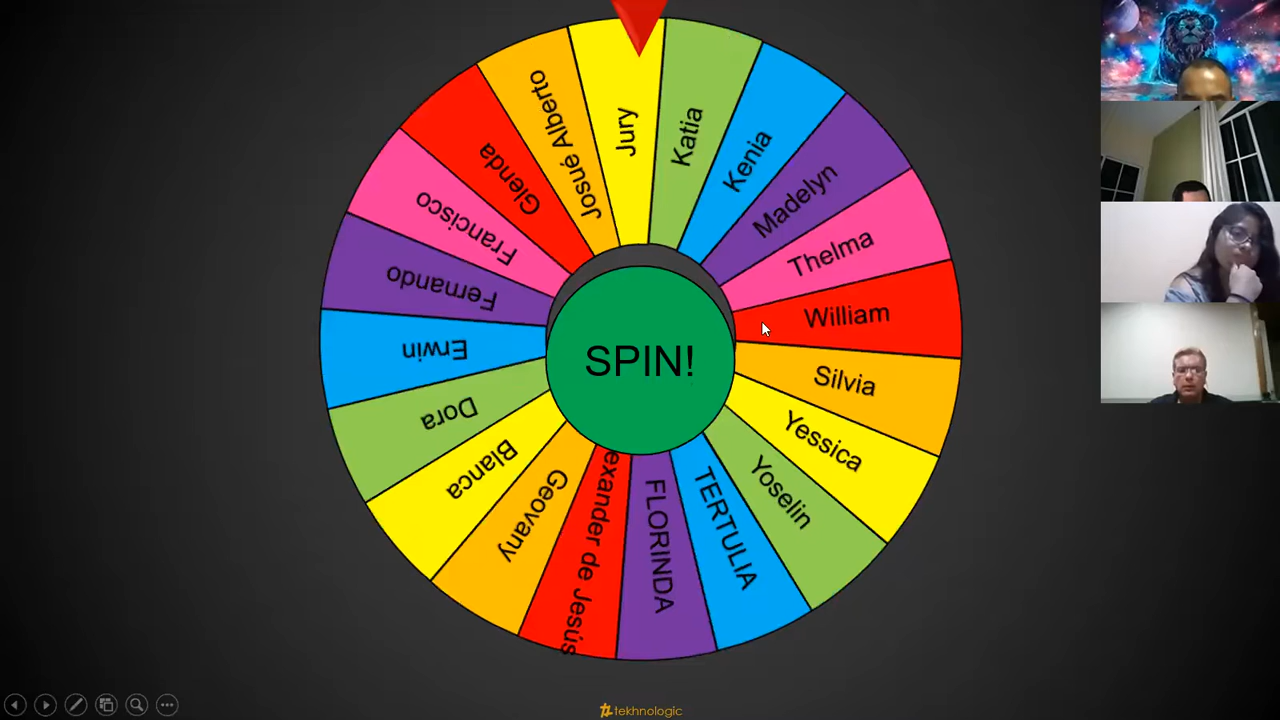 Jury
Katia
Kenia
Madelyn
Thelma
William
Silvia
Yessica
Yoselin
TERTULIA
FLORINDA
exander de Jesús
Geovany
Blanca
Dora
Erwin
Fernando
Francisco
Glenda
Josué Alberto
SPIN!
tekhnologic